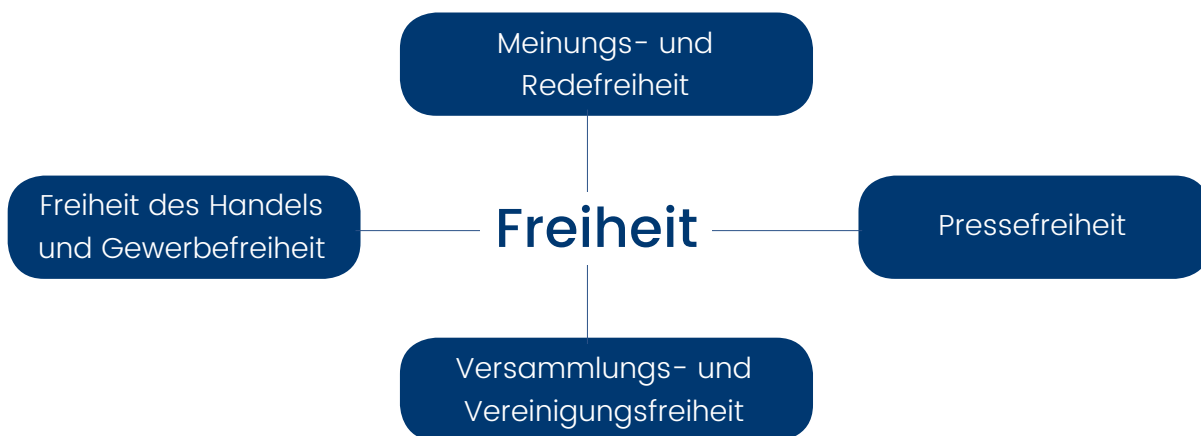 Meinungs- und
Redefreiheit
Freiheit des Handels
und Gewerbefreiheit
Freiheit
Pressefreiheit
Versammlungs- und
Vereinigungsfreiheit